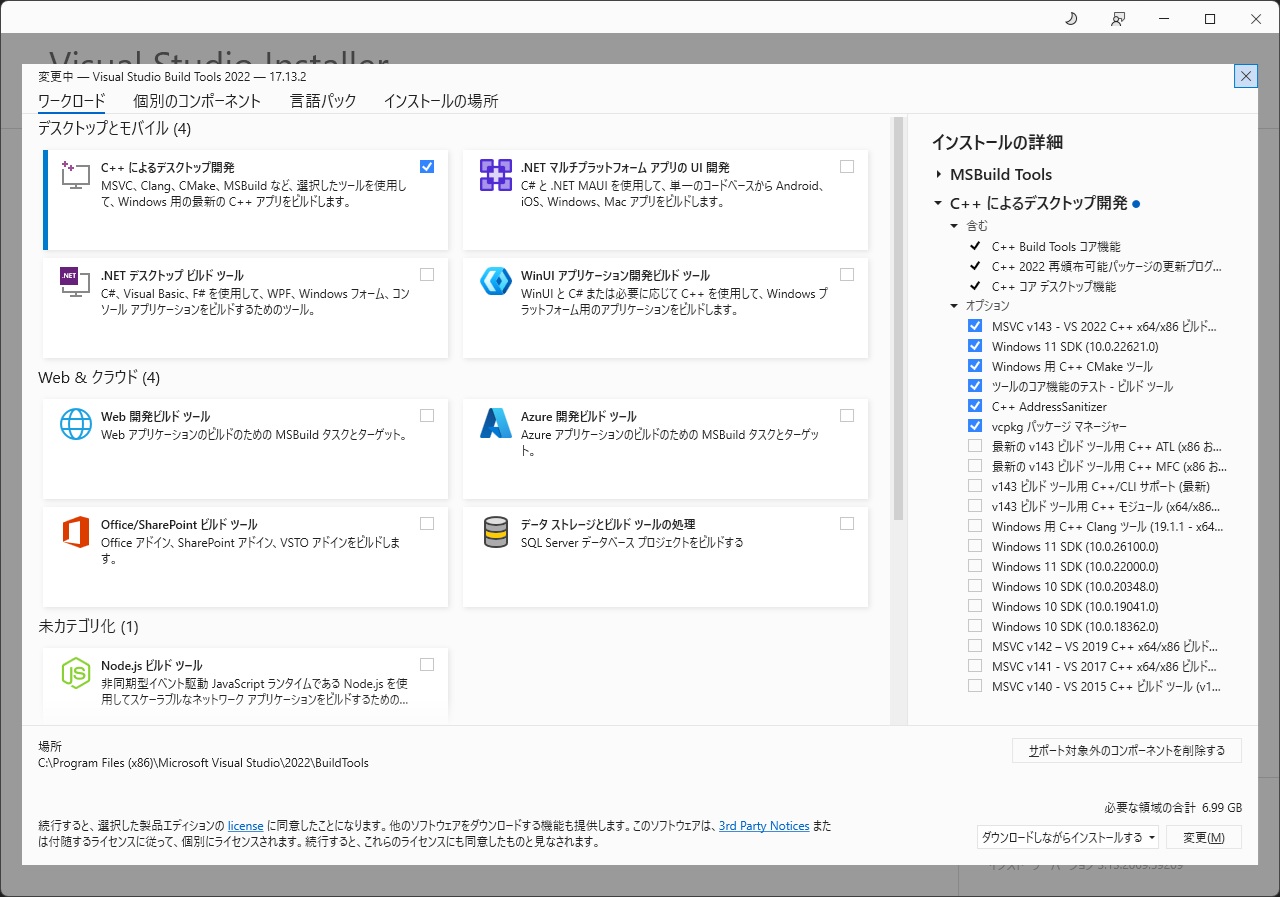 Visual Studio Installer
変更中 — Visual Studio Build Tools 2022 — 17.13.2
ワークロード
個別のコンポーネント
言語パック
インストールの場所
デスクトップとモバイル (4)
C++ によるデスクトップ開発
MSVC、Clang、CMake、MSBuild など、選択したツールを使用し
て、Windows 用の最新の C++ アプリをビルドします。
.NET マルチプラットフォーム アプリの UI 開発
C# と .NET MAUI を使用して、単一のコードベースから Android、
iOS、Windows、Mac アプリをビルドします。
.NET
.NET デスクトップ ビルド ツール
C#、Visual Basic、F# を使用して、WPF、Windows フォーム、コン
ソール アプリケーションをビルドするためのツール。
WinUI アプリケーション開発ビルド ツール
WinUI と C# または必要に応じて C++ を使用して、Windows プ
ラットフォーム用のアプリケーションをビルドします。
Web & クラウド (4)
Web 開発ビルド ツール
Web アプリケーションのビルドのための MSBuild タスクとターゲット。
Azure 開発ビルド ツール
Azure アプリケーションのビルドのための MSBuild タスクとターゲッ
ト。
Office/SharePoint ビルド ツール
Office アドイン、SharePoint アドイン、VSTO アドインをビルドしま
す。
データ ストレージとビルド ツールの処理
SQL Server データベース プロジェクトをビルドする
未カテゴリ化 (1)
JS
Node.js ビルド ツール
非同期型イベント駆動 JavaScript ランタイムである Node.js を使
用してスケーラブルなネットワーク アプリケーションをビルドするための...
インストールの詳細
MSBuild Tools
C++ によるデスクトップ開発
含む
C++ Build Tools コア機能
C++ 2022 再頒布可能パッケージの更新プログ...
C++ コア デスクトップ機能
オプション
MSVC v143 - VS 2022 C++ x64/x86 ビルド...
Windows 11 SDK (10.0.22621.0)
Windows 用 C++ CMake ツール
ツールのコア機能のテスト - ビルド ツール
C++ AddressSanitizer
vcpkg パッケージ マネージャー
最新の v143 ビルド ツール用 C++ ATL (x86 お...
最新の v143 ビルド ツール用 C++ MFC (x86 お...
v143 ビルド ツール用 C++/CLI サポート (最新)
v143 ビルド ツール用 C++ モジュール (x64/x86...
Windows 用 C++ Clang ツール (19.1.1 - x64...
Windows 11 SDK (10.0.26100.0)
Windows 11 SDK (10.0.22000.0)
Windows 10 SDK (10.0.20348.0)
Windows 10 SDK (10.0.19041.0)
Windows 10 SDK (10.0.18362.0)
MSVC v142 – VS 2019 C++ x64/x86 ビルド...
MSVC v141 - VS 2017 C++ x64/x86 ビルド...
MSVC v140 - VS 2015 C++ ビルド ツール (v1...
場所
C:\Program Files (x86)\Microsoft Visual Studio\2022\BuildTools
サポート対象外のコンポーネントを削除する
必要な領域の合計 6.99 GB
続行すると、選択した製品エディションの license に同意したことになります。他のソフトウェアをダウンロードする機能も提供します。このソフトウェアは、3rd Party Notices また
は付随するライセンスに従って、個別にライセンスされます。続行すると、これらのライセンスにも同意したものと見なされます。
ダウンロードしながらインストールする
変更(M)